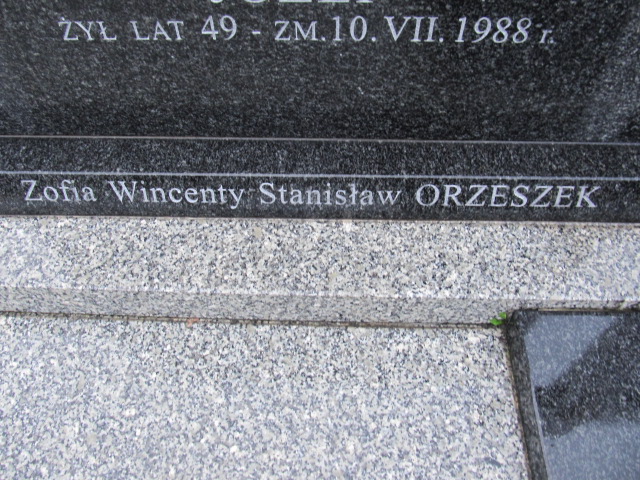 ŻYŁ LAT 49 - ZM. 10. VII. 1988 r.
Zofia Wincenty Stanisław ORZESZEK